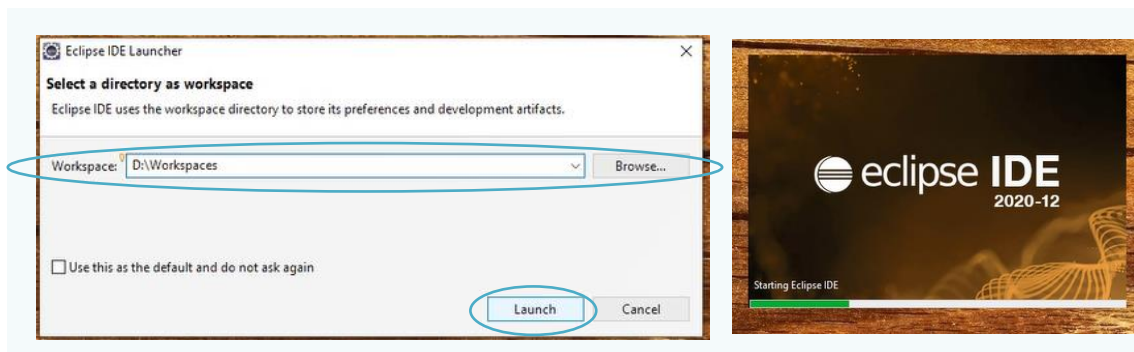 Eclipse IDE Launcher
Select a directory as workspace
Eclipse IDE uses the workspace directory to store its preferences and development artifacts.
Workspace: D:\Workspaces Browse...
Use this as the default and do not ask again
Launch Cancel
eclipse IDE
2020-12
Starting Eclipse IDE